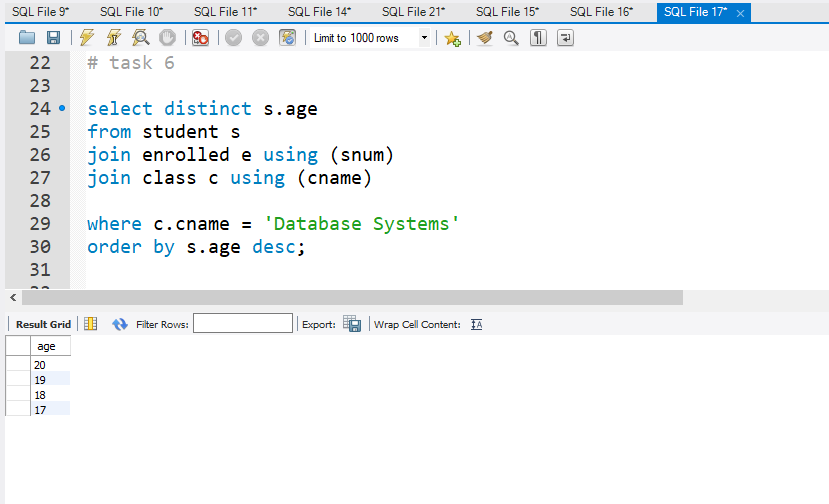 SQL File 9* SQL File 10* SQL File 11* SQL File 14* SQL File 21* SQL File 15* SQL File 16* SQL File 17* ×
Limit to 1000 rows
22 # task 6
23
24 select distinct s.age
25 from student s
26 join enrolled e using (snum)
27 join class c using (cname)
28
29 where c.cname = 'Database Systems'
30 order by s.age desc;
31
Result Grid Filter Rows: Export: Wrap Cell Content:
age
20
19
18
17